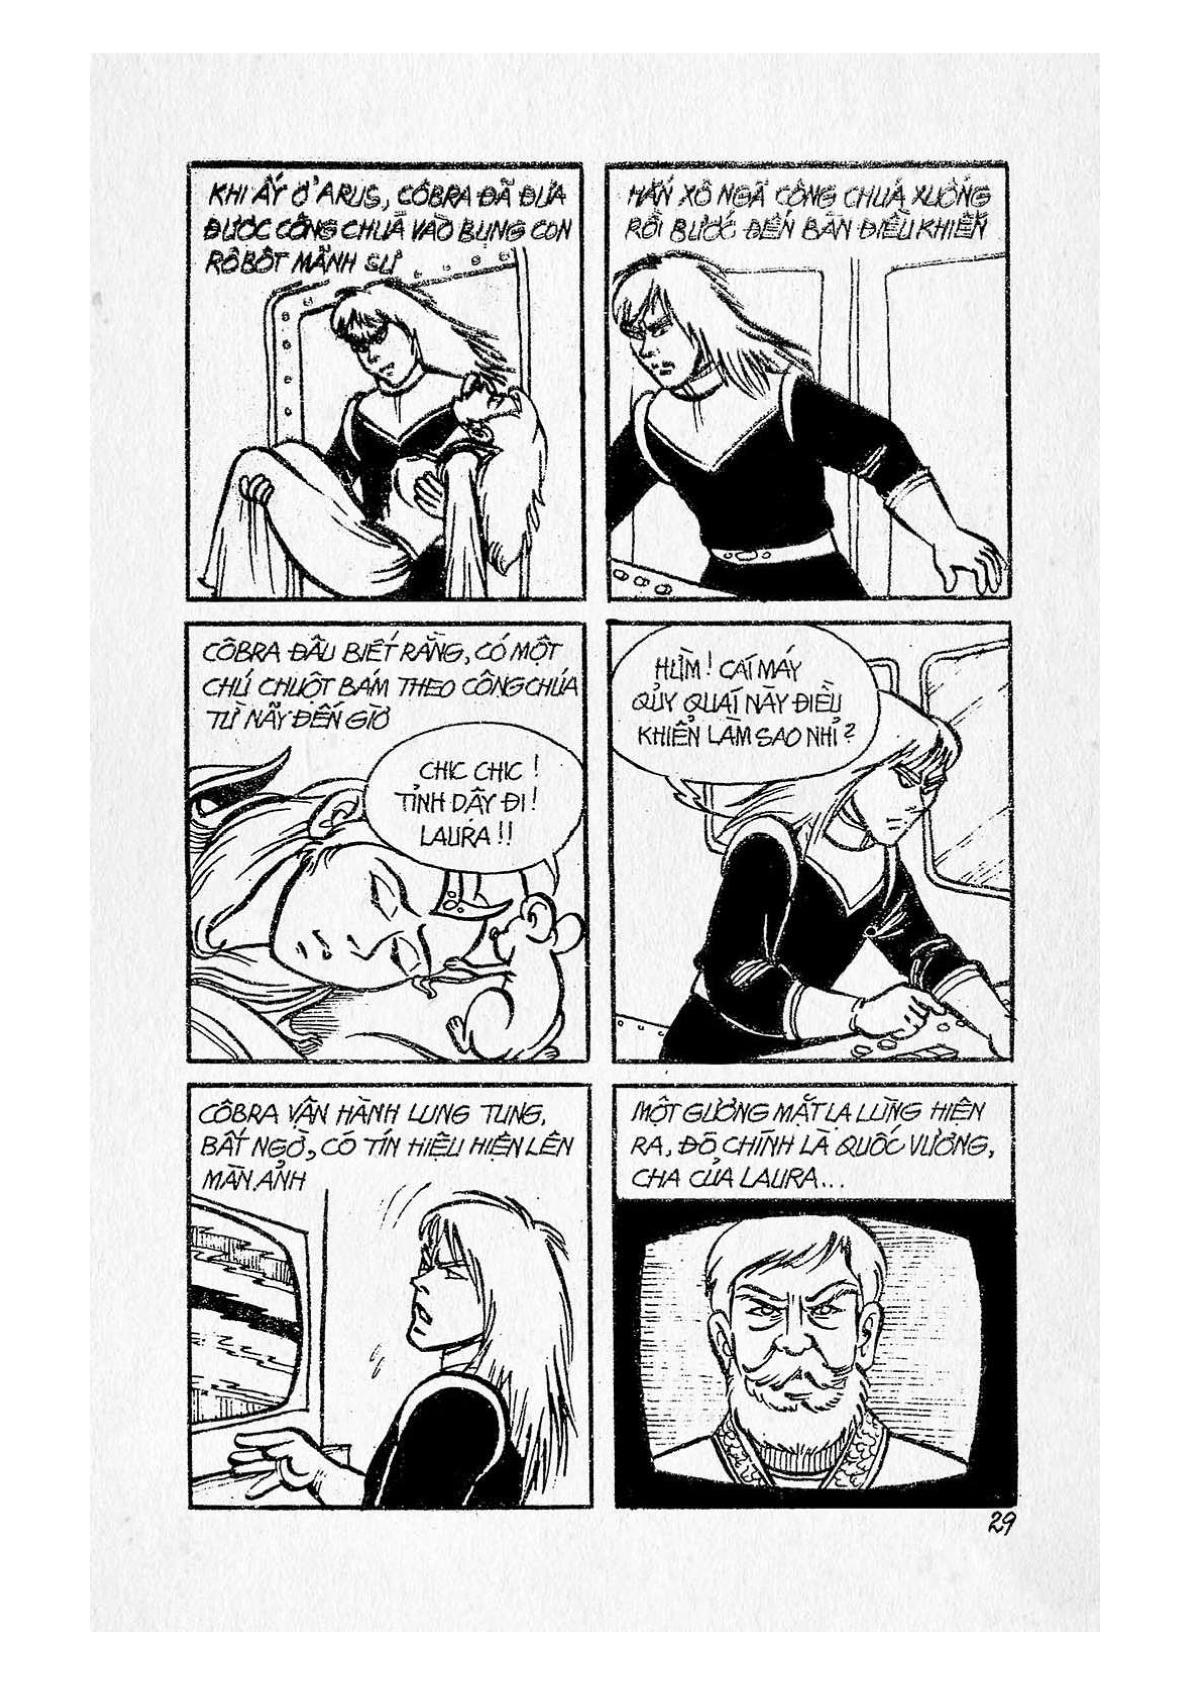 KHI ẤY Ở ARUS, CÔBRA ĐÃ ĐƯA
ĐƯỢC CÔNG CHÚA VÀO BỤNG CON
RÔBÔT MÃNH SƯ
HẮN XÔ NGÃ CÔNG CHÚA XUỐNG
RỒI BƯỚC ĐẾN BÀN ĐIỀU KHIỂN
CÔBRA ĐÂU BIẾT RẰNG, CÓ MỘT
CHÚ CHUỘT BÁM THEO CÔNG CHÚA
TỪ NÃY ĐẾN GIỜ
CHIC CHIC !
TỈNH DẬY ĐI !
LAURA !!
HỪM ! CÁI MÁY
QỦY QUÁI NÀY ĐIỀU
KHIỂN LÀM SAO NHỈ ?
CÔBRA VẬN HÀNH LUNG TUNG,
BẤT NGỜ, CÓ TÍN HIỆU HIỆN LÊN
MÀN ẢNH
MỘT GƯƠNG MẶT LẠ LÙNG HIỆN
RA, ĐÓ CHÍNH LÀ QUỐC VƯƠNG,
CHA CỦA LAURA...
29